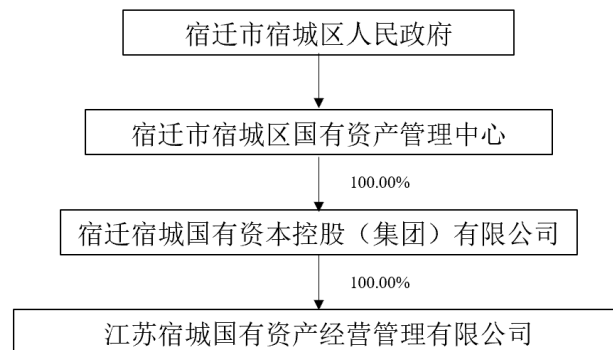 宿迁市宿城区人民政府
宿迁市宿城区国有资产管理中心
100.00%
宿迁宿城国有资本控股（集团）有限公司
100.00%
江苏宿城国有资产经营管理有限公司